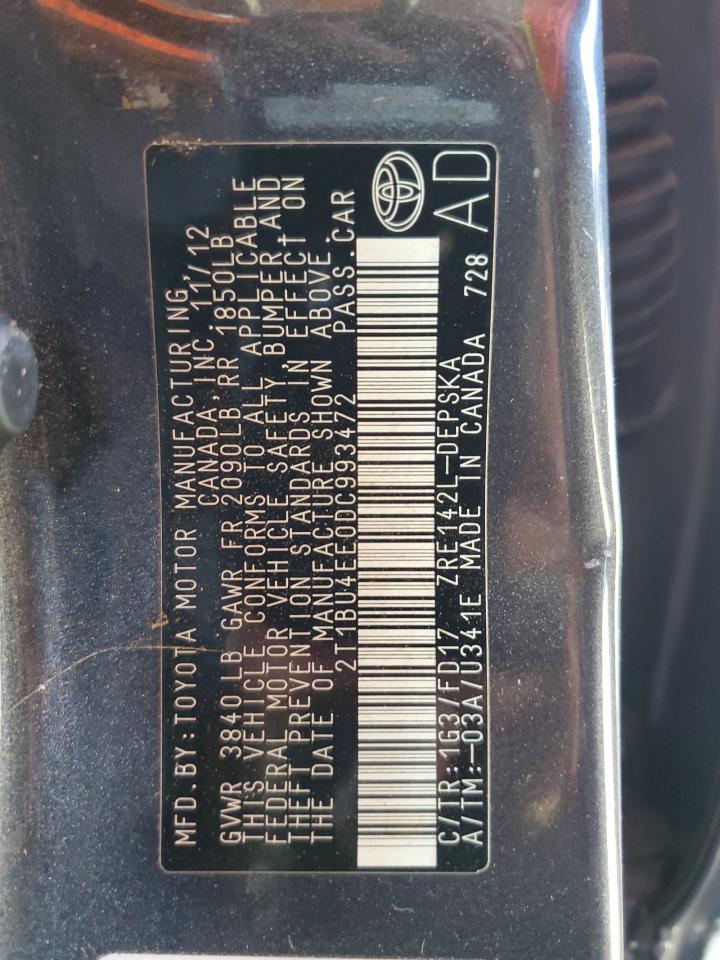 MFD.BY:TOYOTA MOTOR MANUFACTURING,
CANADA,INC. 11/12
GVWR 3840LB GAWR FR 2090LB RR 1850LB
THIS VEHICLE CONFORMS TO ALL APPLICABLE
FEDERAL MOTOR VEHICLE SAFETY, BUMPER, AND
THEFT PREVENTION STANDARDS IN EFFECT ON
THE DATE OF MANUFACTURE SHOWN ABOVE.
2T1BU4EE0DC993472 PASS.CAR
C/TR: 1G3/FD17 ZRE142L-DEPSKA
A/TM:-03A/U341E MADE IN CANADA 728
AD